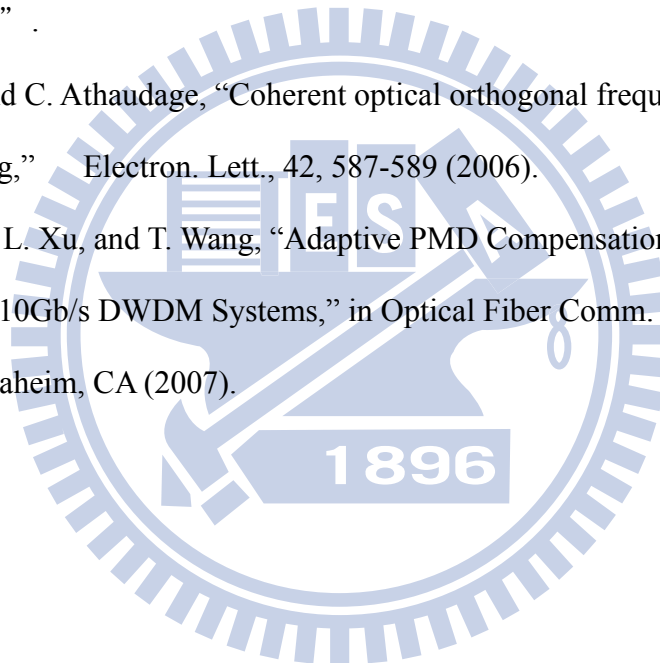 ” .
d C. Athaudage, “Coherent optical orthogonal frequ
g,” Electron. Lett., 42, 587-589 (2006).
L. Xu, and T. Wang, “Adaptive PMD Compensation
10Gb/s DWDM Systems,” in Optical Fiber Comm.
aheim, CA (2007).
E S A
1896